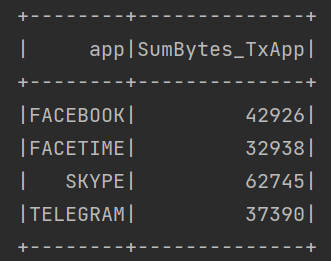 +--------+--------------+
|     app|SumBytes_TxApp|
+--------+--------------+
|FACEBOOK|         42926|
|FACETIME|         32938|
|   SKYPE|         62745|
|TELEGRAM|         37390|
+--------+--------------+